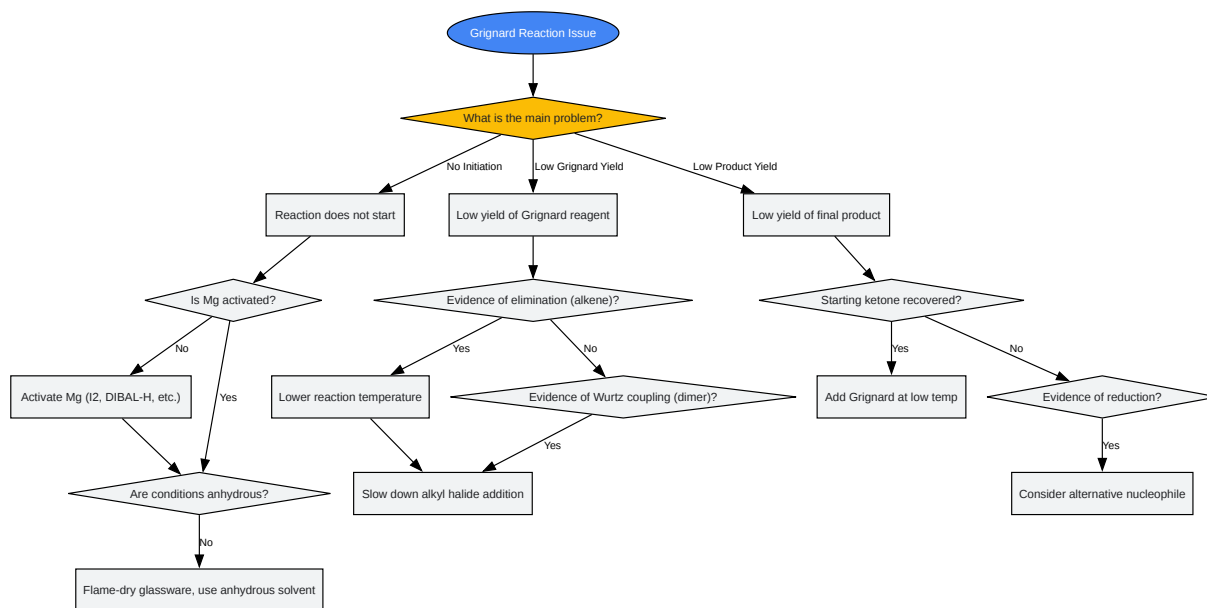 Grignard Reaction Issue
What is the main problem?
No Initiation
Low Grignard Yield
Low Product Yield
Reaction does not start
Low yield of Grignard reagent
Low yield of final product
Is Mg activated?
Evidence of elimination (alkene)?
Starting ketone recovered?
No
Yes
Yes
No
Yes
No
Activate Mg (I2, DIBAL-H, etc.)
Lower reaction temperature
Evidence of Wurtz coupling (dimer)?
Add Grignard at low temp
Evidence of reduction?
Yes
Yes
Are conditions anhydrous?
Slow down alkyl halide addition
Consider alternative nucleophile
No
Flame-dry glassware, use anhydrous solvent